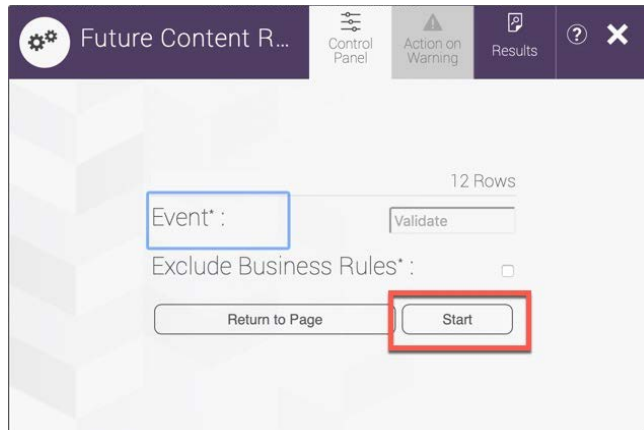 Future Content R...
Control
Panel
Action on
Warning
Results
?
12 Rows
Event* :
Validate
Exclude Business Rules* :
Return to Page
Start